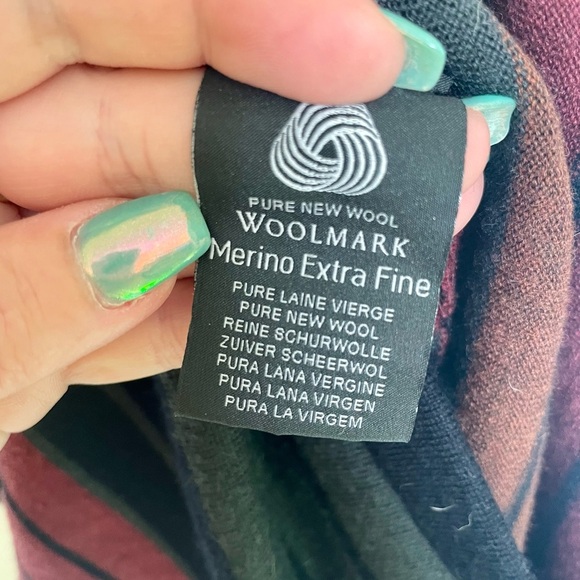 PURE NEW WOOL
WOOLMARK
Merino Extra Fine
PURE LAINE VIERGE
PURE NEW WOOL
REINE SCHURWOLLE
ZUIVER SCHEERWOL
PURA LANA VERGINE
PURA LANA VIRGEN
PURA LA VIRGEM